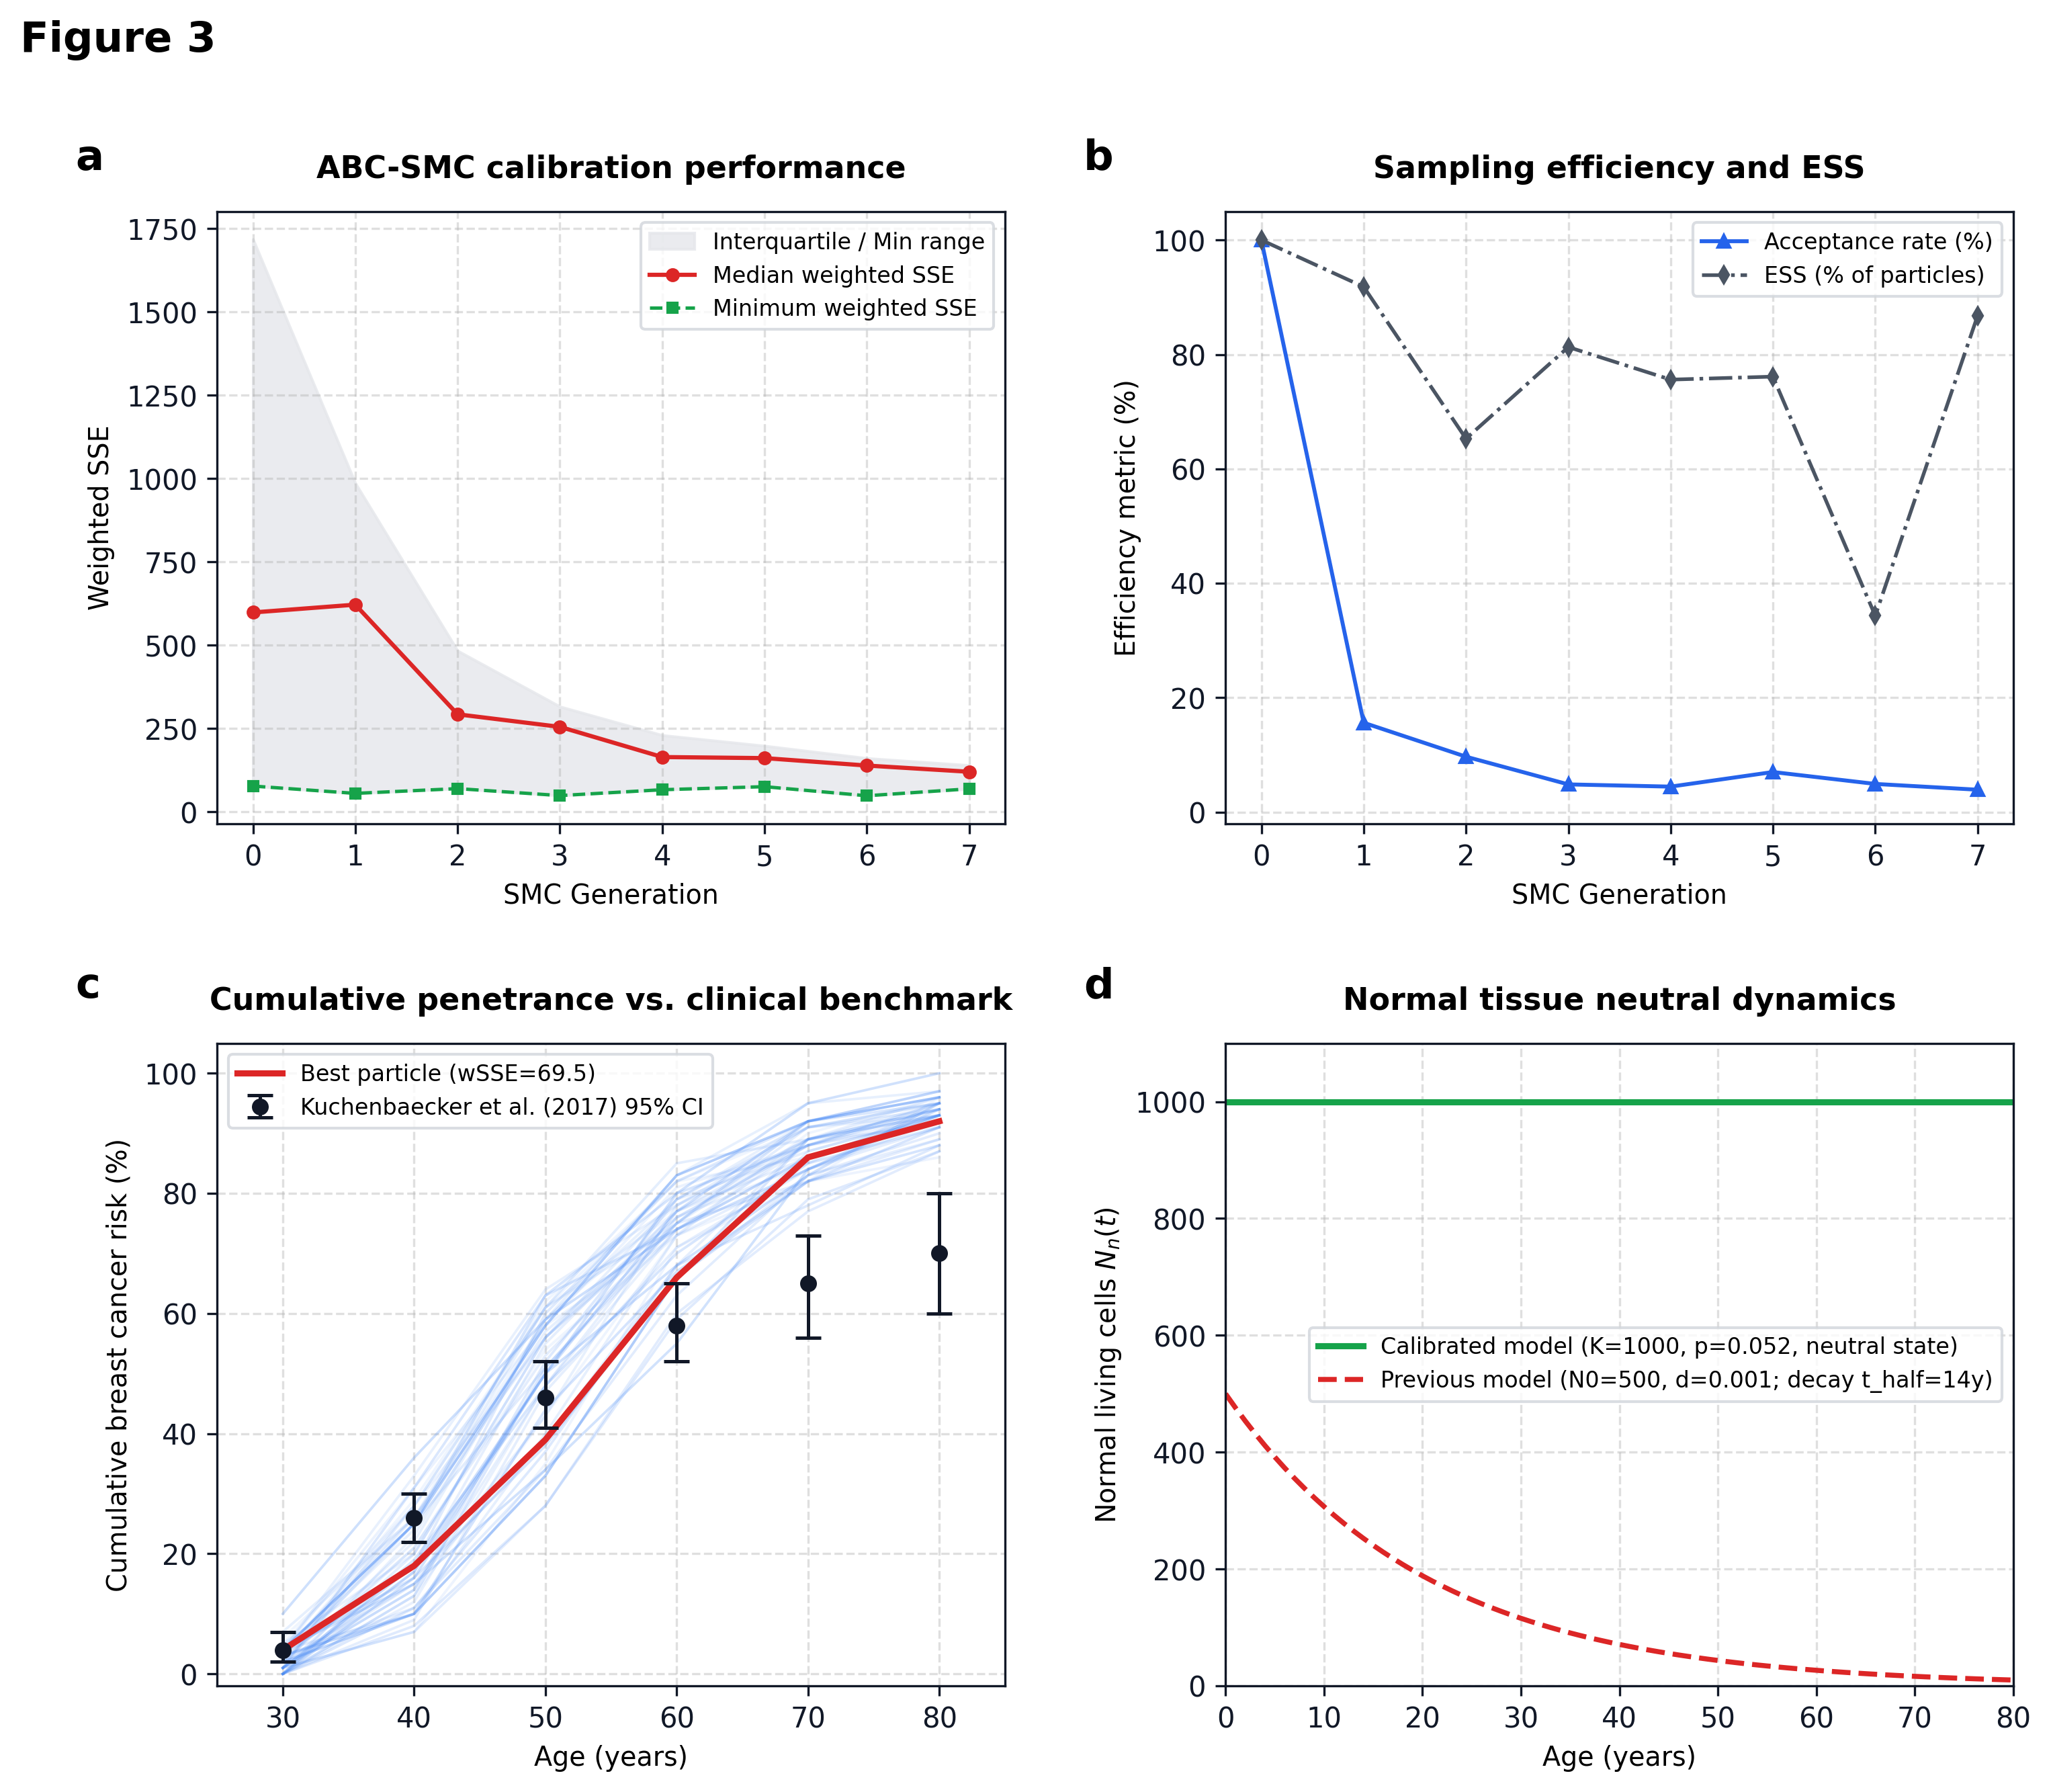 Figure 3
a
ABC-SMC calibration performance
1750
1500
1250
1000
750
500
250
0
Weighted SSE
Interquartile / Min range
Median weighted SSE
Minimum weighted SSE
0 1 2 3 4 5 6 7
SMC Generation
b
Sampling efficiency and ESS
100
80
60
40
20
0
Efficiency metric (%)
Acceptance rate (%)
ESS (% of particles)
0 1 2 3 4 5 6 7
SMC Generation
c
Cumulative penetrance vs. clinical benchmark
100
80
60
40
20
0
Cumulative breast cancer risk (%)
Best particle (wSSE=69.5)
Kuchenbaecker et al. (2017) 95% CI
30 40 50 60 70 80
Age (years)
d
Normal tissue neutral dynamics
1000
800
600
400
200
0
Normal living cells Nn(t)
Calibrated model (K=1000, p=0.052, neutral state)
Previous model (N0=500, d=0.001; decay t_half=14y)
0 10 20 30 40 50 60 70 80
Age (years)